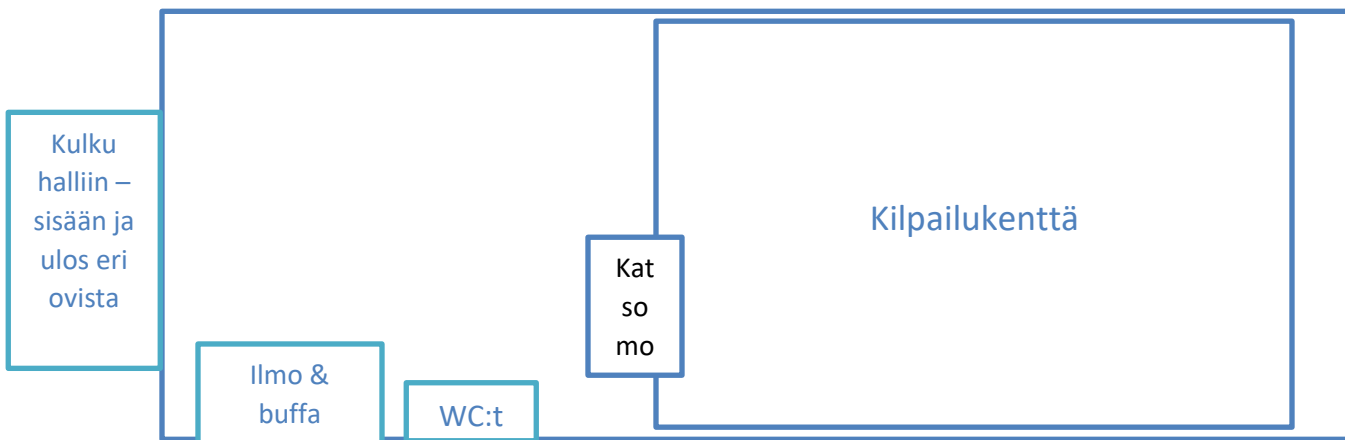 Kulku
halliin –
sisään ja
ulos eri
ovista
Ilmo &
buffa
WC:t
Kat
so
mo
Kilpailukenttä